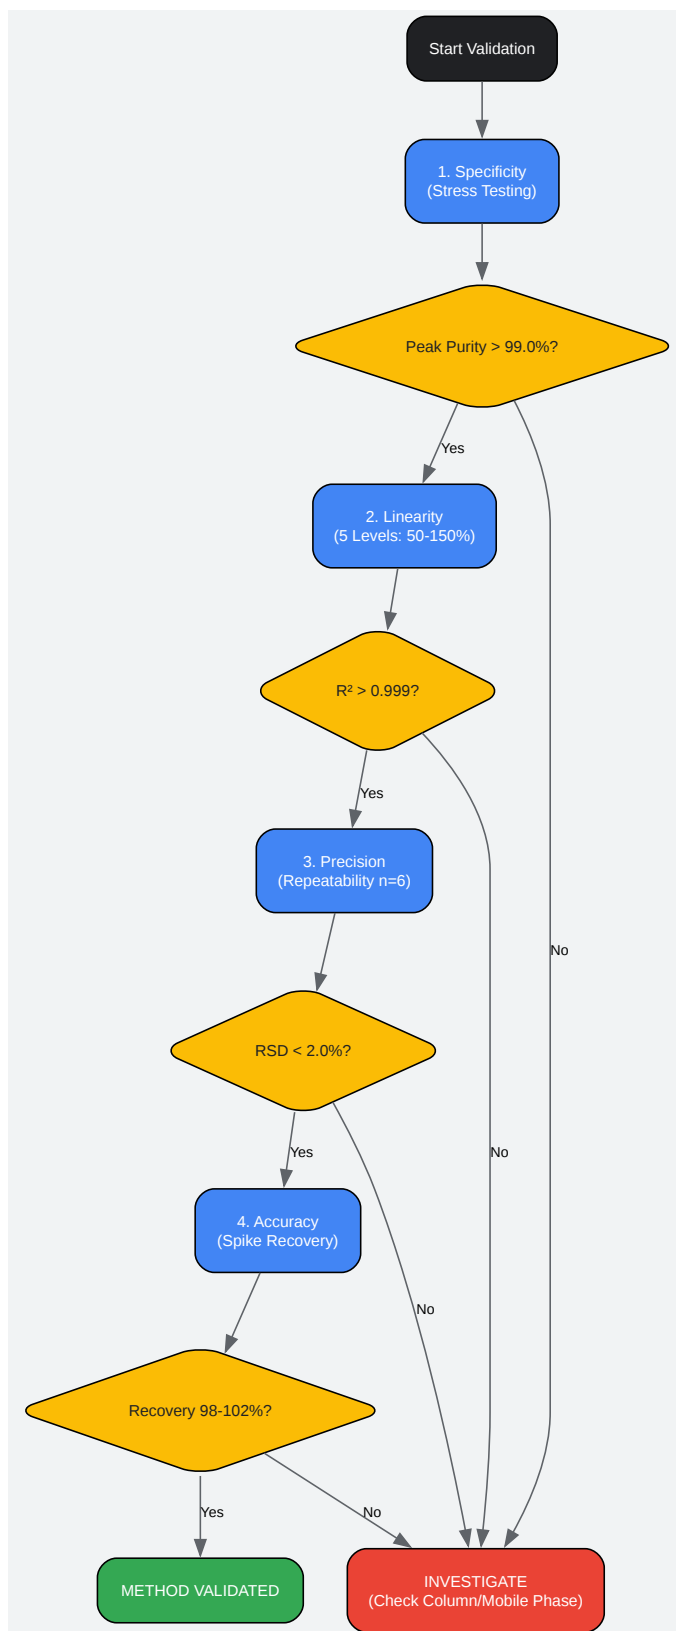 Start Validation
1. Specificity
(Stress Testing)
Peak Purity > 99.0%?
Yes
2. Linearity
(5 Levels: 50-150%)
R² > 0.999?
Yes
3. Precision
(Repeatability n=6)
No
RSD < 2.0%?
Yes
No
4. Accuracy
(Spike Recovery)
No
Recovery 98-102%?
Yes
No
METHOD VALIDATED
INVESTIGATE
(Check Column/Mobile Phase)